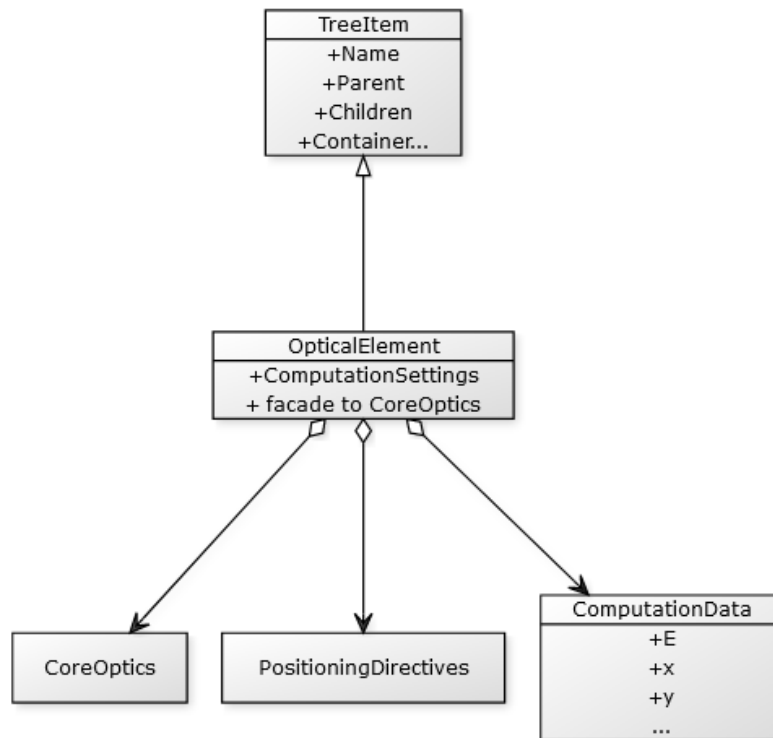 TreeItem
+Name
+Parent
+Children
+Container...
OpticalElement
+ComputationSettings
+ facade to CoreOptics
CoreOptics
PositioningDirectives
ComputationData
+E
+x
+y
...